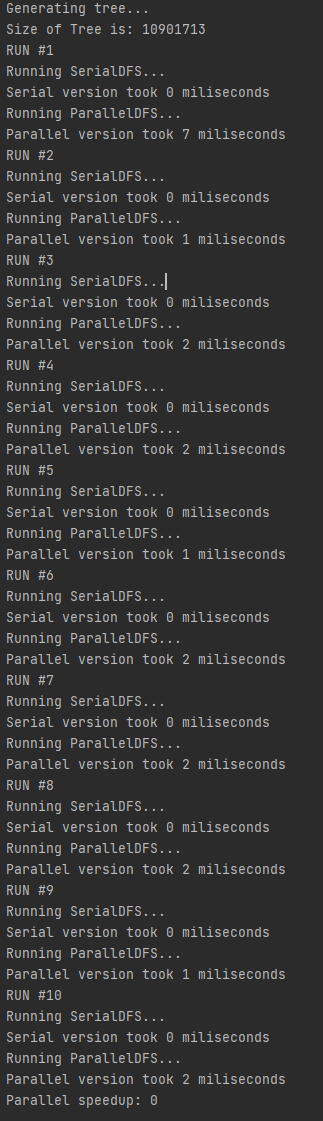 Generating tree...
Size of Tree is: 10901713
RUN #1
Running SerialDFS...
Serial version took 0 miliseconds
Running ParallelDFS...
Parallel version took 7 miliseconds
RUN #2
Running SerialDFS...
Serial version took 0 miliseconds
Running ParallelDFS...
Parallel version took 1 miliseconds
RUN #3
Running SerialDFS...
Serial version took 0 miliseconds
Running ParallelDFS...
Parallel version took 2 miliseconds
RUN #4
Running SerialDFS...
Serial version took 0 miliseconds
Running ParallelDFS...
Parallel version took 2 miliseconds
RUN #5
Running SerialDFS...
Serial version took 0 miliseconds
Running ParallelDFS...
Parallel version took 1 miliseconds
RUN #6
Running SerialDFS...
Serial version took 0 miliseconds
Running ParallelDFS...
Parallel version took 2 miliseconds
RUN #7
Running SerialDFS...
Serial version took 0 miliseconds
Running ParallelDFS...
Parallel version took 2 miliseconds
RUN #8
Running SerialDFS...
Serial version took 0 miliseconds
Running ParallelDFS...
Parallel version took 2 miliseconds
RUN #9
Running SerialDFS...
Serial version took 0 miliseconds
Running ParallelDFS...
Parallel version took 1 miliseconds
RUN #10
Running SerialDFS...
Serial version took 0 miliseconds
Running ParallelDFS...
Parallel version took 2 miliseconds
Parallel speedup: 0